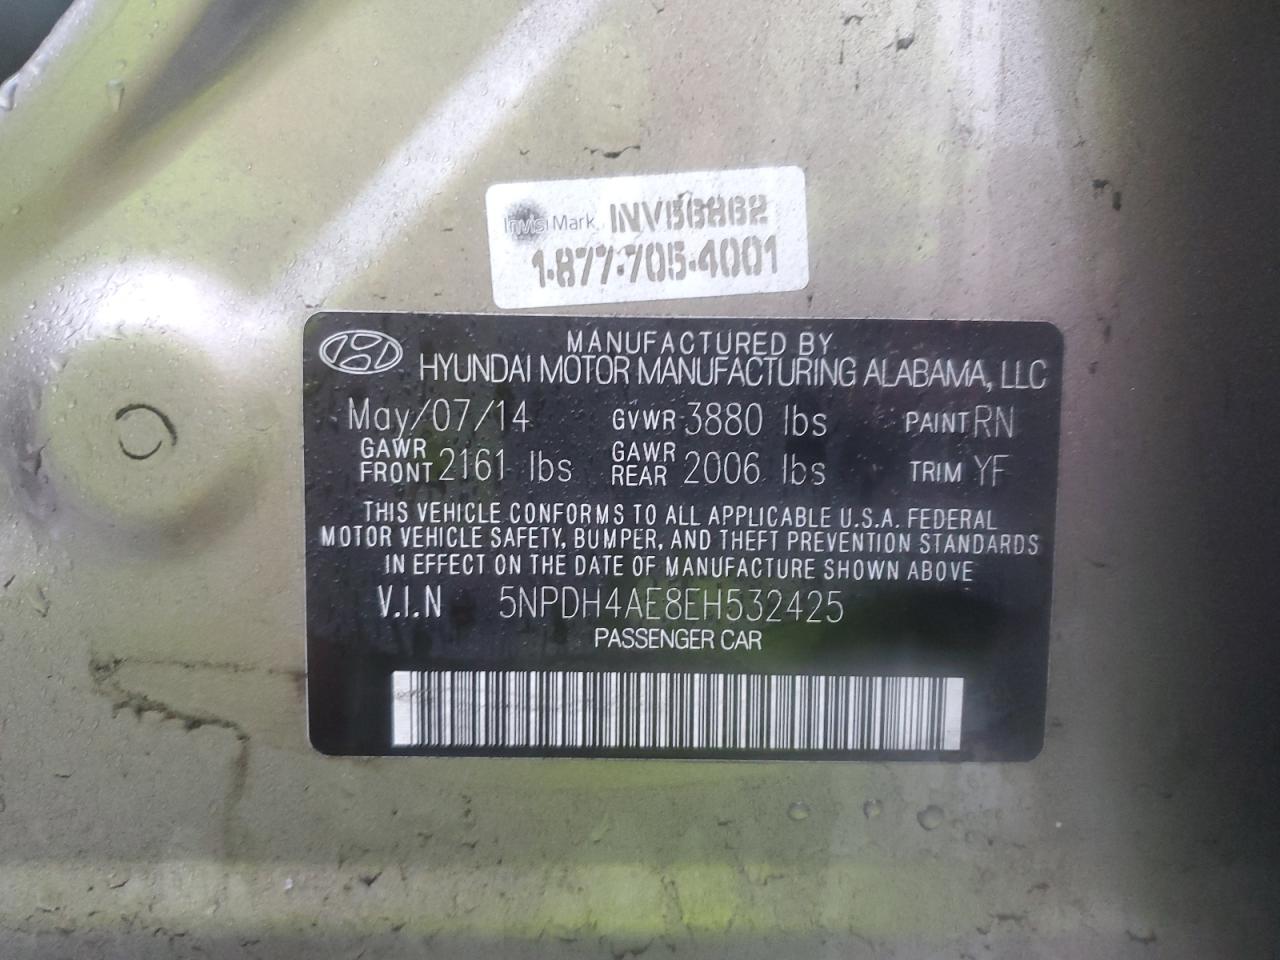 InvisiMark INV56862
1-877-705-4001
MANUFACTURED BY
HYUNDAI MOTOR MANUFACTURING ALABAMA, LLC
May/07/14 GVWR 3880 lbs PAINT RN
GAWR FRONT 2161 lbs GAWR REAR 2006 lbs TRIM YF
THIS VEHICLE CONFORMS TO ALL APPLICABLE U.S.A. FEDERAL
MOTOR VEHICLE SAFETY, BUMPER, AND THEFT PREVENTION STANDARDS
IN EFFECT ON THE DATE OF MANUFACTURE SHOWN ABOVE
V.I.N 5NPDH4AE8EH532425
PASSENGER CAR